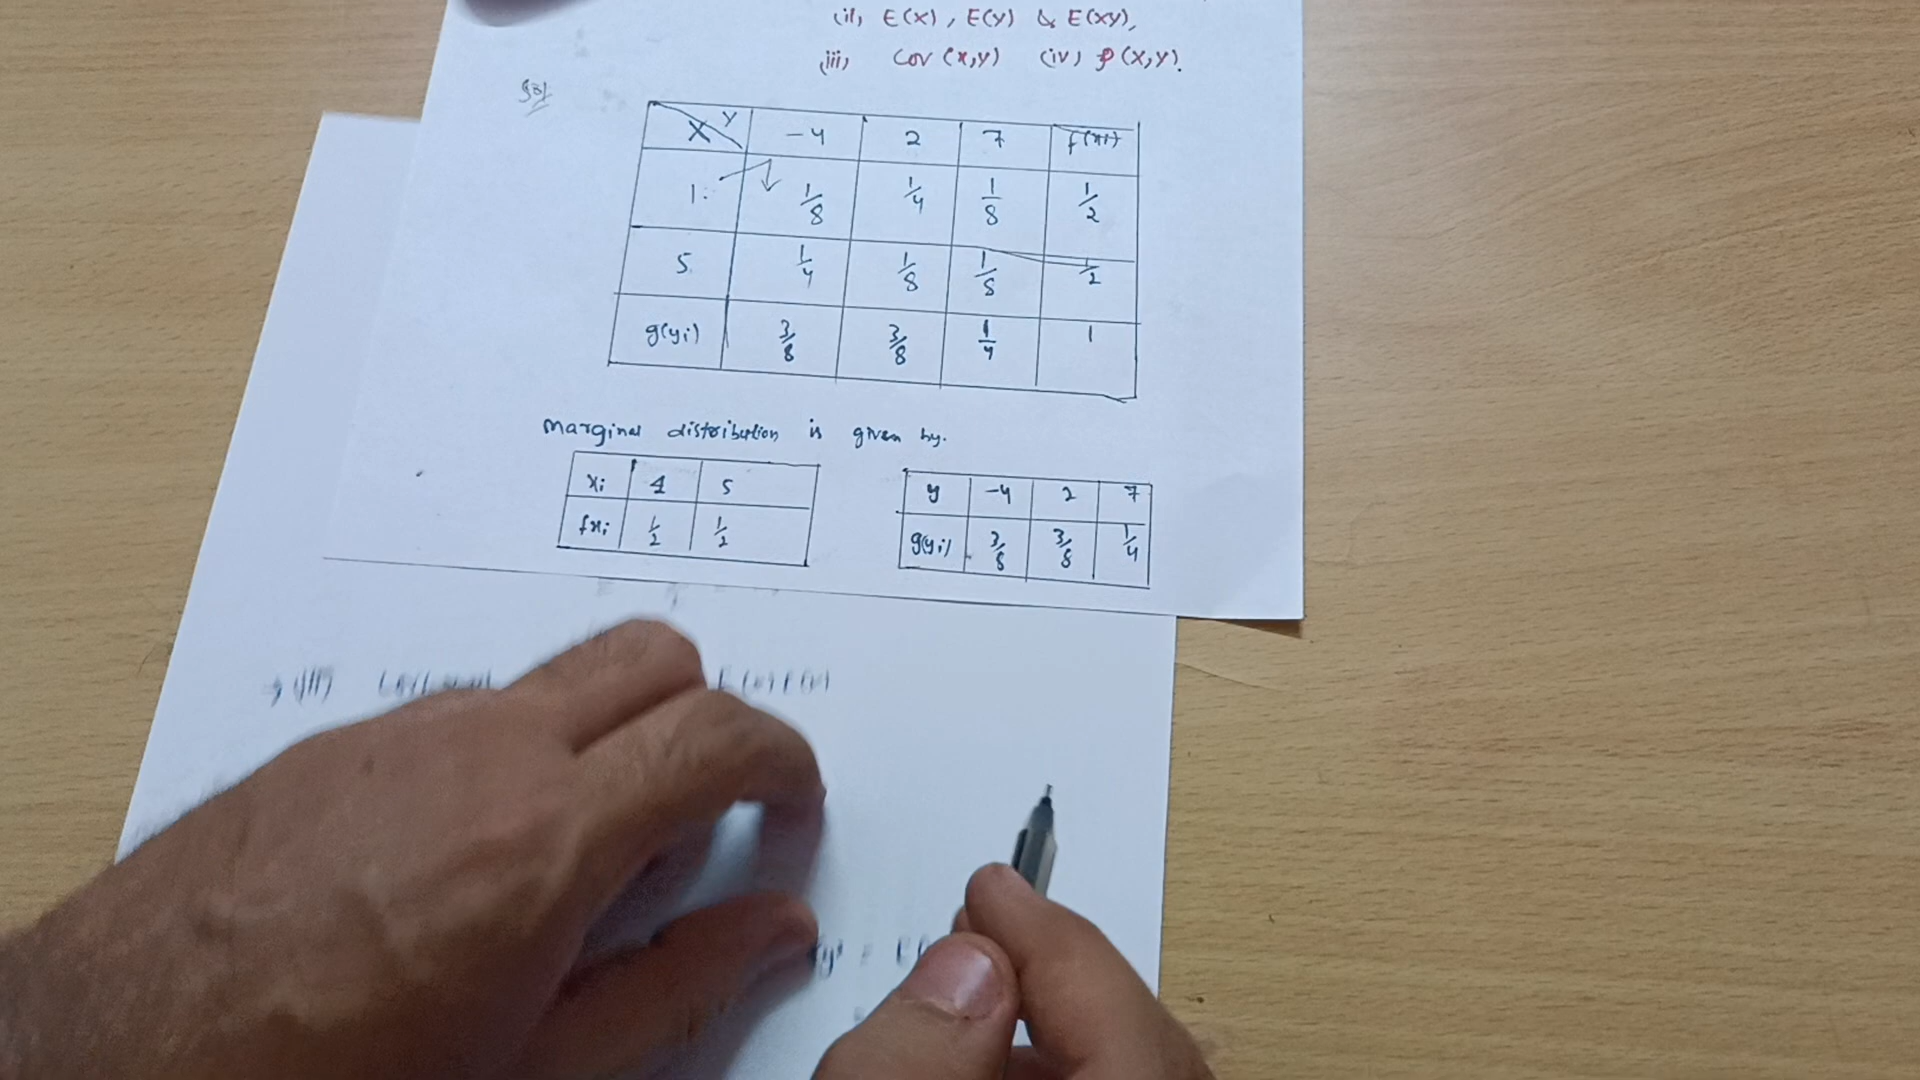 (ii) E(X), E(Y) & E(XY),
(iii) Cov(X,Y) (iv) ρ(X,Y).
Sol
X Y -4 2 7 f(xi)
1 1/8 1/4 1/8 1/2
5 1/4 1/8 1/8 1/2
g(yi) 3/8 3/8 1/4 1
Marginal distribution is given by.
xi 1 5
fxi 1/2 1/2
y -4 2 7
g(yi) 3/8 3/8 1/4